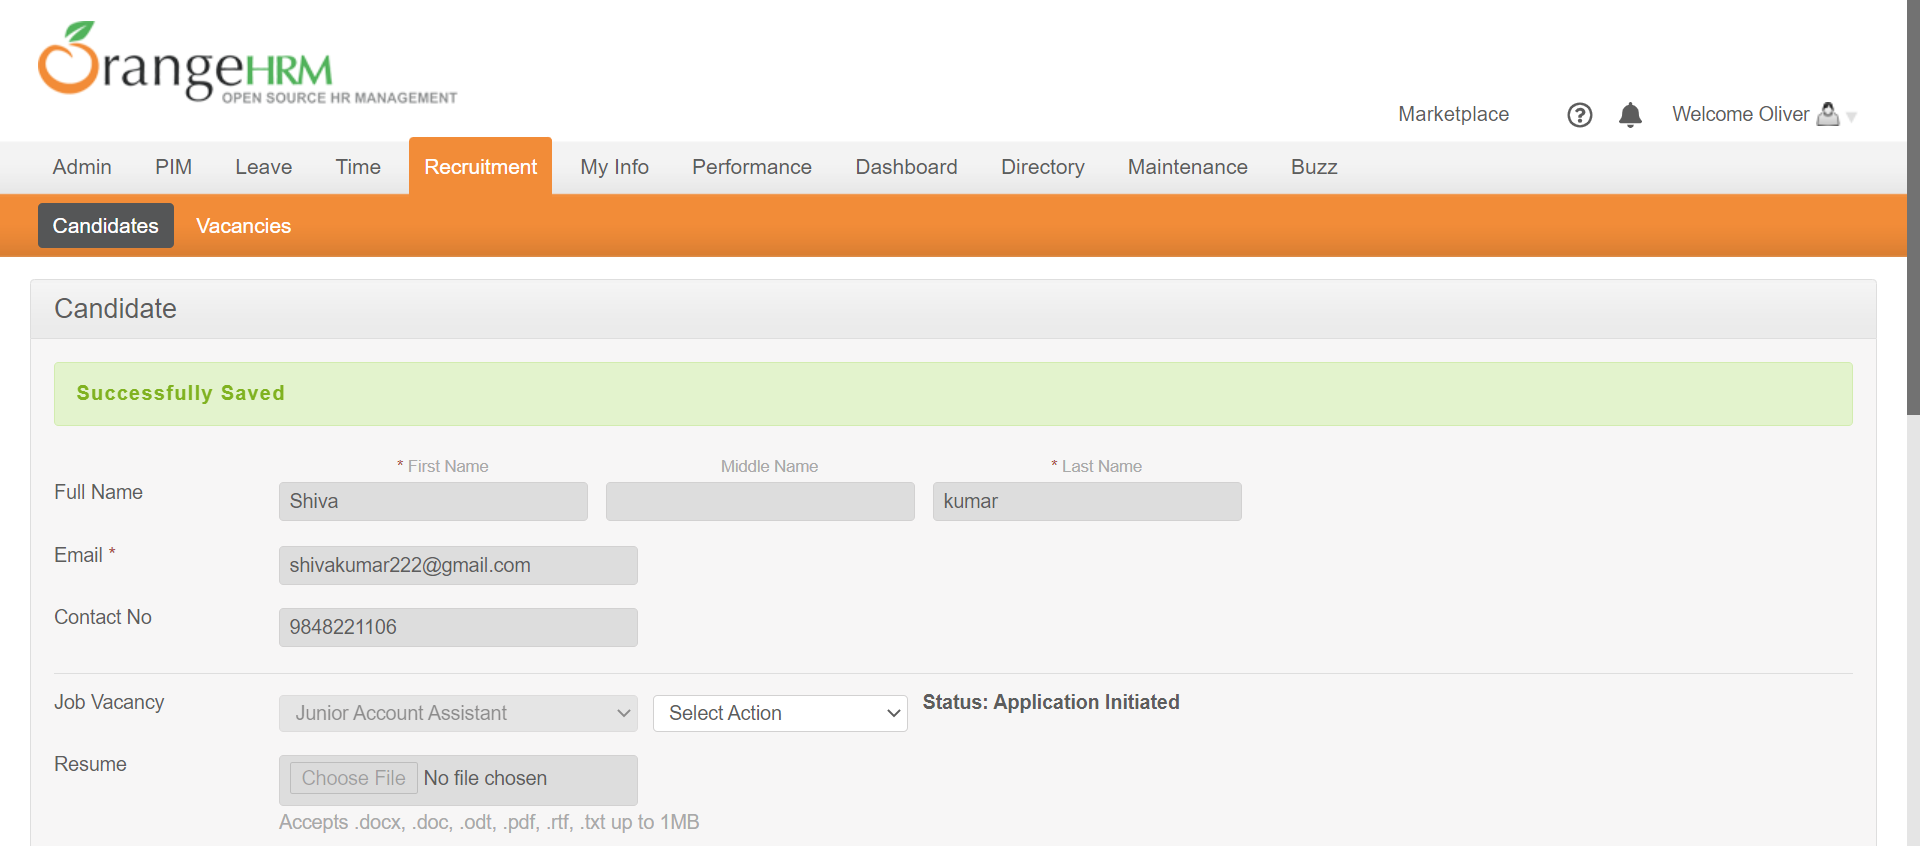 OrangeHRM
OPEN SOURCE HR MANAGEMENT
Marketplace ? Welcome Oliver
Admin PIM Leave Time Recruitment My Info Performance Dashboard Directory Maintenance Buzz
Candidates Vacancies
Candidate
Successfully Saved
* First Name Middle Name * Last Name
Full Name Shiva kumar
Email * shivakumar222@gmail.com
Contact No 9848221106
Job Vacancy Junior Account Assistant Select Action Status: Application Initiated
Resume Choose File No file chosen
Accepts .docx, .doc, .odt, .pdf, .rtf, .txt up to 1MB